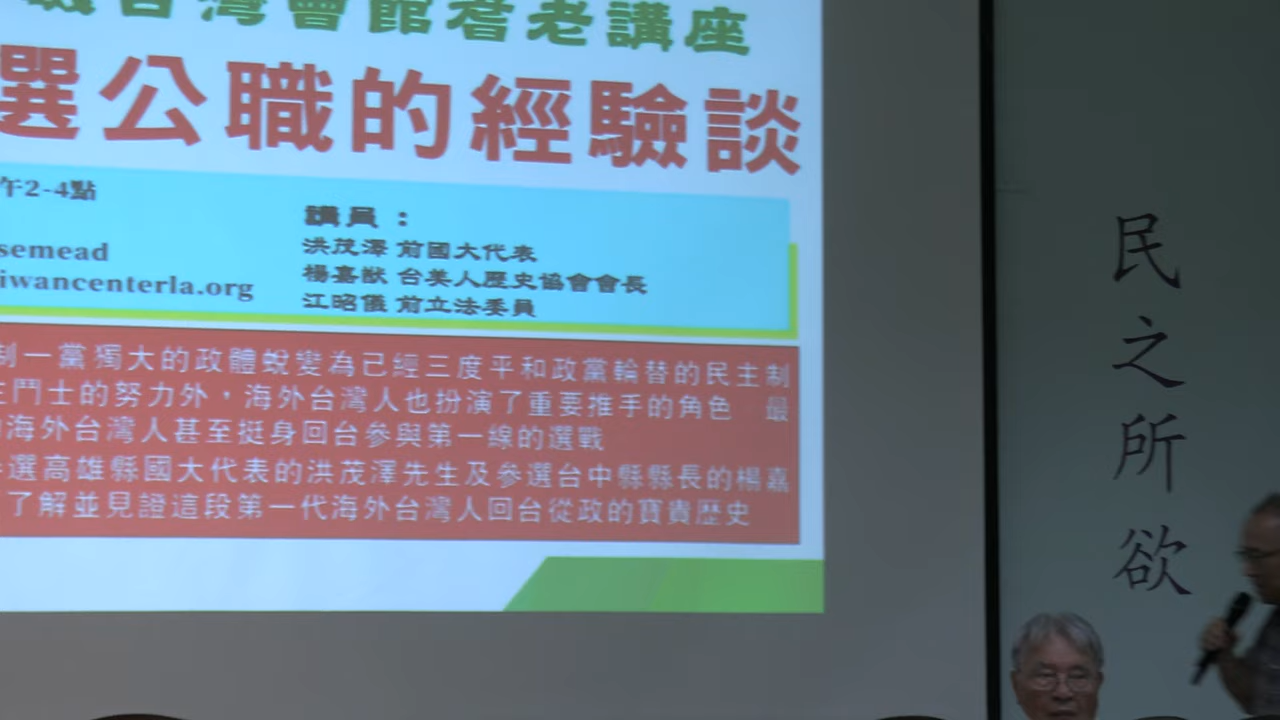 台灣會館耆老講座
選公職的經驗談
午2-4點
semead
iwancenterla.org
講員：
洪茂澤 前國大代表
楊嘉猷 台美人歷史協會會長
江昭儀 前立法委員
制一黨獨大的政體蛻變為已經三度平和政黨輪替的民主制
鬥士的努力外，海外台灣人也扮演了重要推手的角色 最
海外台灣人甚至挺身回台參與第一線的選戰
選高雄縣國大代表的洪茂澤先生及參選台中縣縣長的楊嘉
了解並見證這段第一代海外台灣人回台從政的寶貴歷史
民之所欲